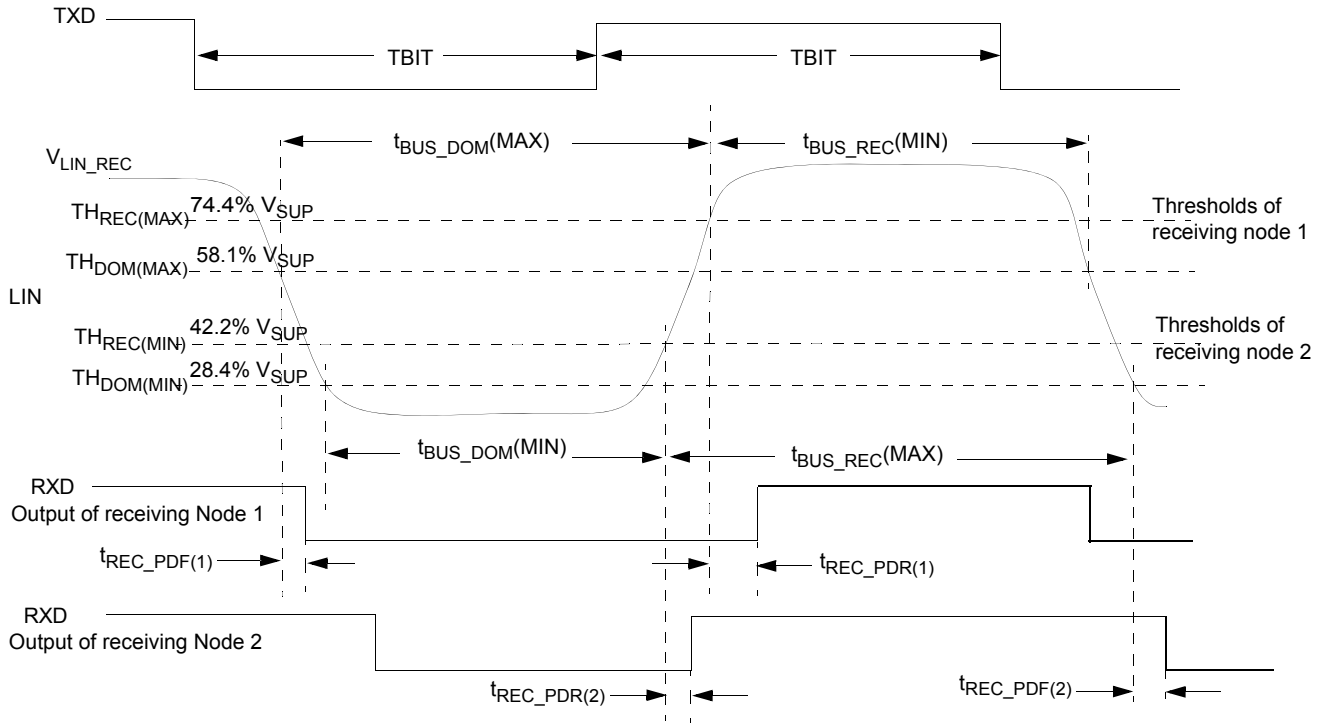 TXD
TBIT
TBIT
tBUS_DOM(MAX)
tBUS_REC(MIN)
VLIN_REC
THREC(MAX) 74.4% VSUP
Thresholds of
receiving node 1
THDOM(MAX) 58.1% VSUP
LIN
THREC(MIN) 42.2% VSUP
Thresholds of
receiving node 2
THDOM(MIN) 28.4% VSUP
tBUS_DOM(MIN)
tBUS_REC(MAX)
RXD
Output of receiving Node 1
tREC_PDF(1)
tREC_PDR(1)
RXD
Output of receiving Node 2
tREC_PDR(2)
tREC_PDF(2)